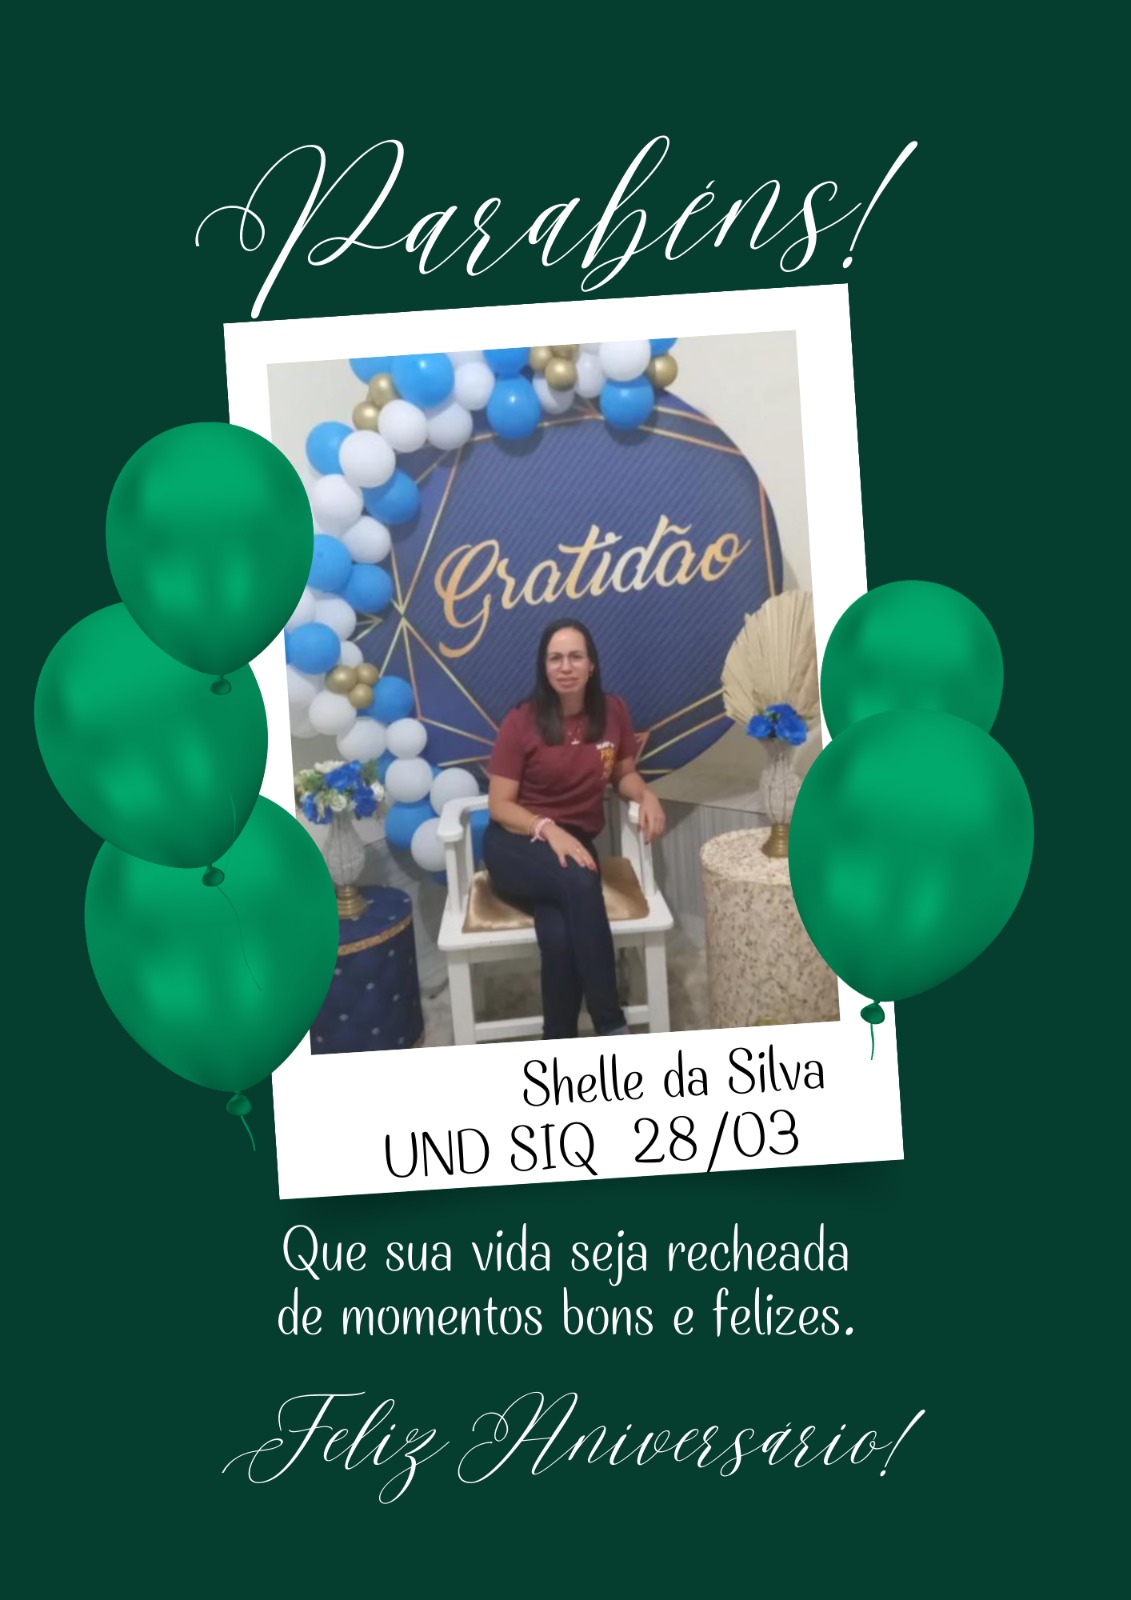 Parabéns!
Gratidão
Shelle da Silva
UND SIQ 28/03
Que sua vida seja recheada
de momentos bons e felizes.
Feliz Aniversário!